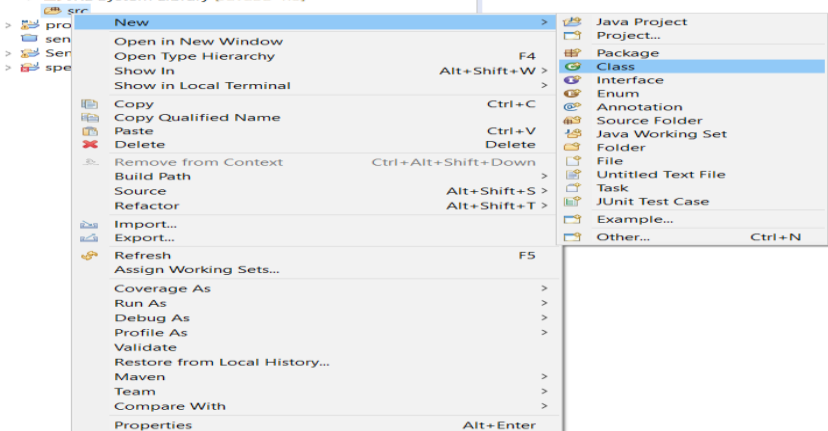 src
pro
sen
Ser
spe
New
Open in New Window
Open Type Hierarchy F4
Show In Alt+Shift+W >
Show in Local Terminal >
Copy Ctrl+C
Copy Qualified Name
Paste Ctrl+V
Delete Delete
Remove from Context Ctrl+Alt+Shift+Down
Build Path >
Source Alt+Shift+S >
Refactor Alt+Shift+T >
Import...
Export...
Refresh F5
Assign Working Sets...
Coverage As >
Run As >
Debug As >
Profile As >
Validate
Restore from Local History...
Maven >
Team >
Compare With >
Properties Alt+Enter
Java Project
Project...
Package
Class
Interface
Enum
Annotation
Source Folder
Java Working Set
Folder
File
Untitled Text File
Task
JUnit Test Case
Example...
Other... Ctrl+N